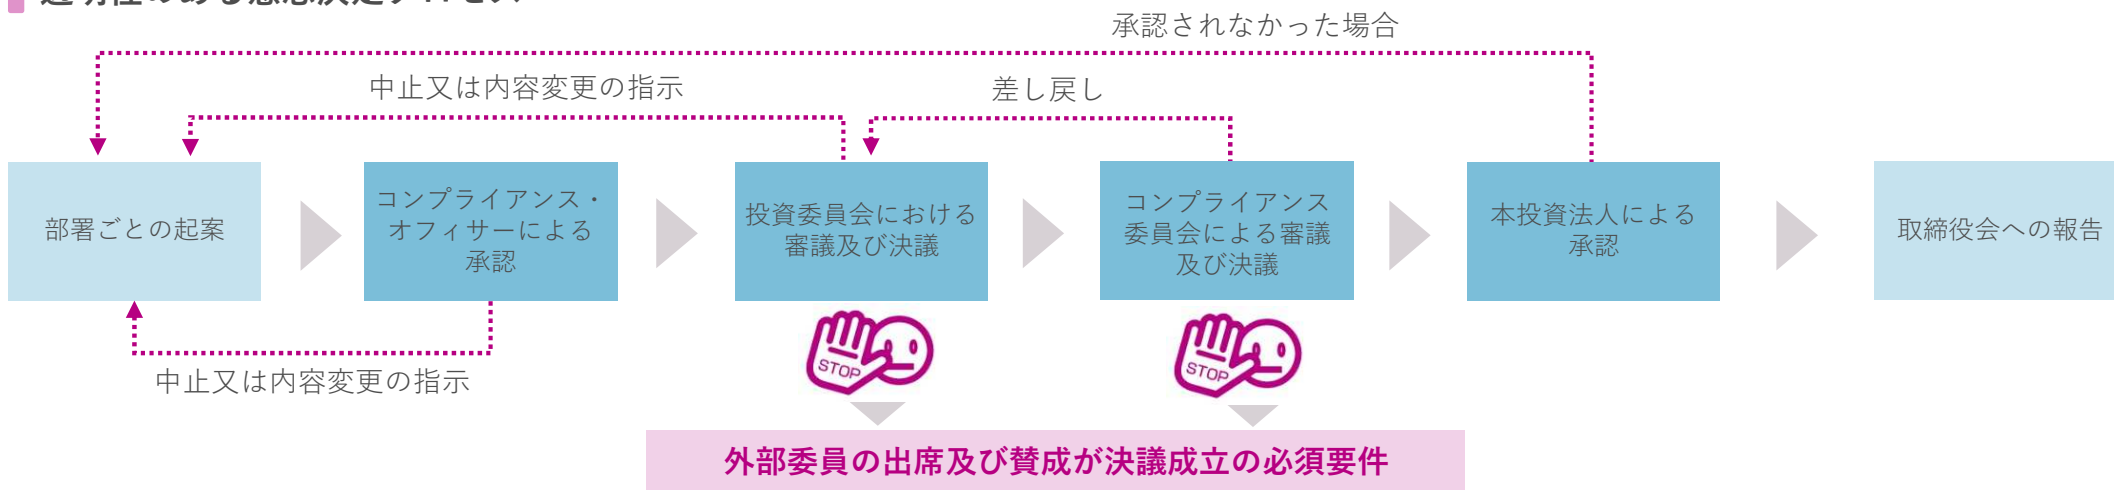 承認されなかった場合
中止又は内容変更の指示
差し戻し
部署ごとの起案
コンプライアンス・
オフィサーによる
承認
投資委員会における
審議及び決議
コンプライアンス
委員会による審議
及び決議
本投資法人による
承認
取締役会への報告
STOP
STOP
中止又は内容変更の指示
外部委員の出席及び賛成が決議成立の必須要件